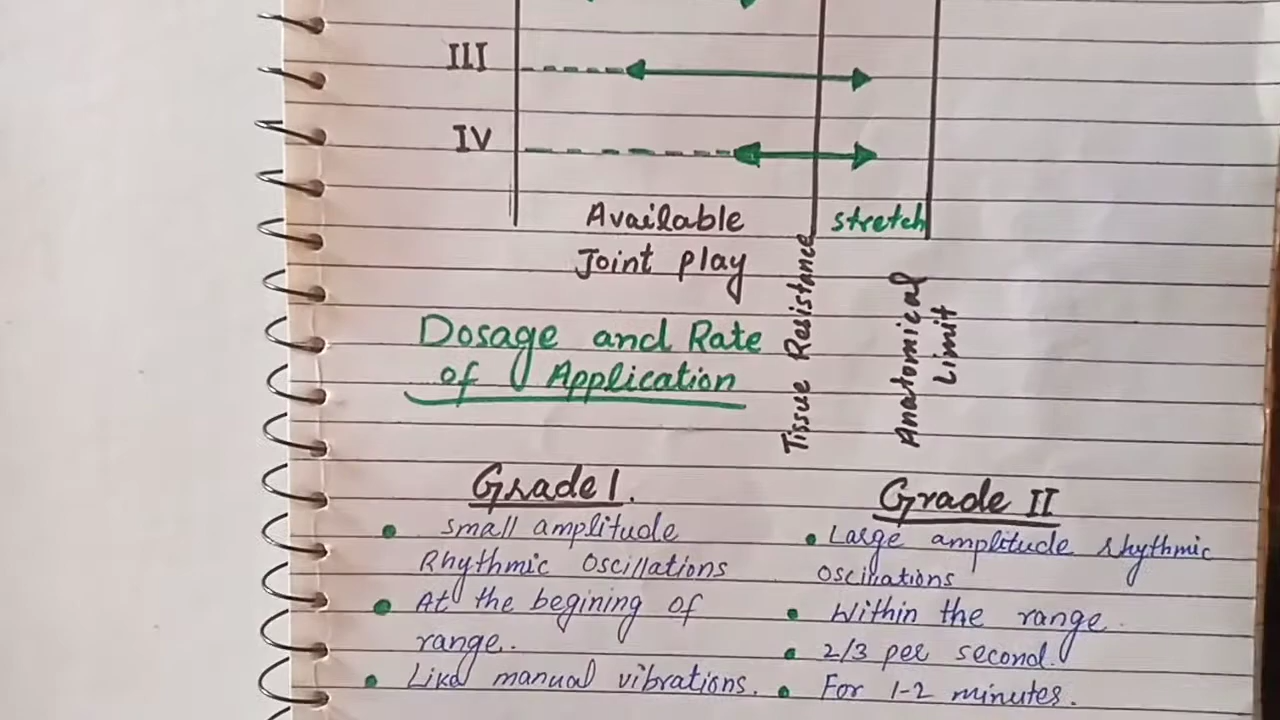 III
IV
Available
Joint play
stretch
Tissue Resistance
Anatomical
Limit
Dosage and Rate
of Application
Grade I.
• small amplitude
Rhythmic Oscillations
• At the begining of
range.
• Like manual vibrations.
Grade II
• Large amplitude rhythmic
oscillations
• Within the range.
• 2/3 per second.
• For 1-2 minutes.